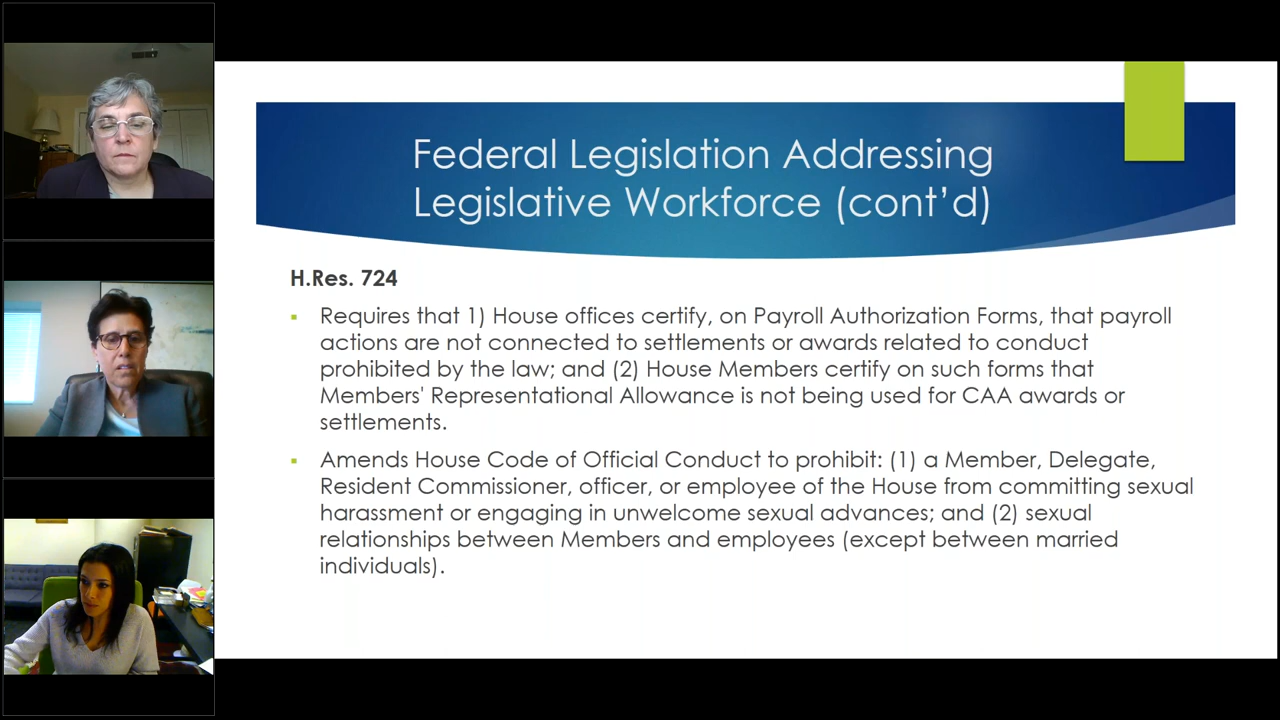 Federal Legislation Addressing
Legislative Workforce (cont’d)
H.Res. 724
▪ Requires that 1) House offices certify, on Payroll Authorization Forms, that payroll
actions are not connected to settlements or awards related to conduct
prohibited by the law; and (2) House Members certify on such forms that
Members' Representational Allowance is not being used for CAA awards or
settlements.
▪ Amends House Code of Official Conduct to prohibit: (1) a Member, Delegate,
Resident Commissioner, officer, or employee of the House from committing sexual
harassment or engaging in unwelcome sexual advances; and (2) sexual
relationships between Members and employees (except between married
individuals).